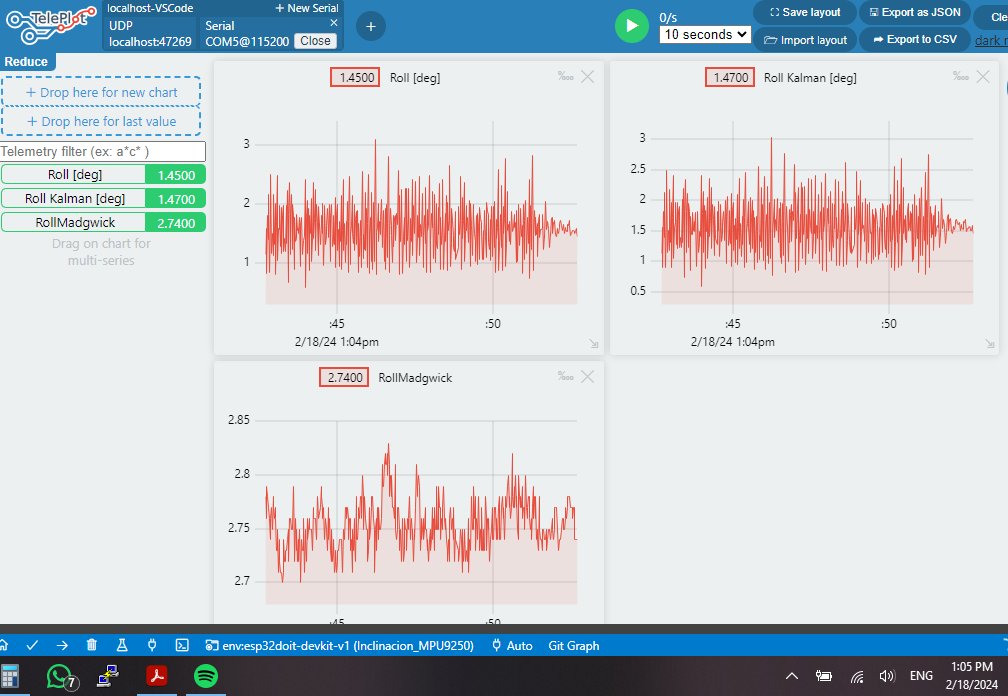 TelePlot
localhost-VSCode
+ New Serial
UDP
localhost:47269
Serial
COM5@115200
Close
+
0/s
10 seconds
Save layout
Import layout
Export as JSON
Export to CSV
Reduce
+ Drop here for new chart
+ Drop here for last value
Telemetry filter (ex: a*c* )
Roll [deg] 1.4500
Roll Kalman [deg] 1.4700
RollMadgwick 2.7400
Drag on chart for
multi-series
1.4500 Roll [deg]
3
2
1
:45 :50
2/18/24 1:04pm
1.4700 Roll Kalman [deg]
3
2.5
2
1.5
1
0.5
:45 :50
2/18/24 1:04pm
2.7400 RollMadgwick
2.85
2.8
2.75
2.7
:45 :50
env:esp32doit-devkit-v1 (Inclinacion_MPU9250) Auto Git Graph
7
ENG
1:05 PM
2/18/2024